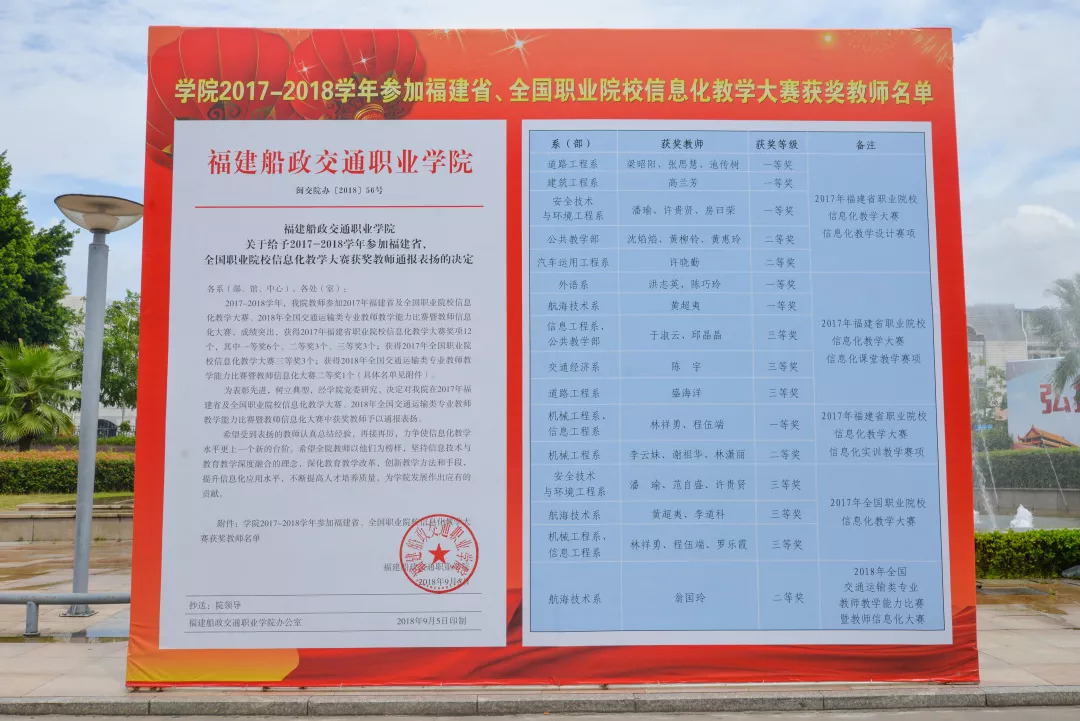 学院2017-2018学年参加福建省、全国职业院校信息化教学大赛获奖教师名单
福建船政交通职业学院
闽交院办〔2018〕56号
福建船政交通职业学院
关于给予2017-2018学年参加福建省、
全国职业院校信息化教学大赛获奖教师通报表扬的决定
各系(部、馆、中心)、各处(室):
2017-2018学年,我院教师参加2017年福建省及全国职业院校信息
化教学大赛、2018年全国交通运输类专业教师教学能力比赛暨教师信息
化大赛,成绩突出,获得2017年福建省职业院校信息化教学大赛奖项12
个,其中一等奖6个、二等奖3个、三等奖3个;获得2017年全国职业院
校信息化教学大赛三等奖3个;获得2018年全国交通运输类专业教师教
学能力比赛暨教师信息化大赛二等奖1个(具体名单见附件)。
为表彰先进,树立典型,经学院党委研究,决定对我院在2017年福
建省及全国职业院校信息化教学大赛、2018年全国交通运输类专业教师
教学能力比赛暨教师信息化大赛中获奖教师予以通报表扬。
希望受到表扬的教师认真总结经验,再接再厉,力争使信息化教学
水平更上一个新的台阶。希望全院教师以他们为榜样,坚持信息技术与
教育教学深度融合的理念,深化教育教学改革,创新教学方法和手段,
提升信息化应用水平,不断提高人才培养质量,为学院发展作出应有的
贡献。
附件:学院2017-2018学年参加福建省、全国职业院校信息化教学大
赛获奖教师名单
福建船政交通职业学院
2018年9月5日
抄送:院领导
福建船政交通职业学院办公室 2018年9月5日印制
系(部) 获奖教师 获奖等级 备注
道路工程系 梁昭阳、张思慧、池传树 一等奖
建筑工程系 高兰芳 一等奖
安全技术
与环境工程系 潘瑜、许贵贤、房曰荣 一等奖
公共教学部 沈焰焰、黄柳铃、黄惠玲 二等奖
汽车运用工程系 许晓勤 二等奖
2017年福建省职业院校
信息化教学大赛
信息化教学设计赛项
外语系 洪志英、陈巧玲 一等奖
航海技术系 黄超夷 一等奖
信息工程系、
公共教学部 于淑云、邱晶晶 三等奖
交通经济系 陈 宇 三等奖
道路工程系 盛海洋 三等奖
2017年福建省职业院校
信息化教学大赛
信息化课堂教学赛项
机械工程系、
信息工程系 林祥勇、程伍端 一等奖
机械工程系 李云妹、谢祖华、林潇丽 二等奖
2017年福建省职业院校
信息化教学大赛
信息化实训教学赛项
安全技术
与环境工程系 潘 瑜、范自盛、许贵贤 三等奖
航海技术系 黄超夷、李道科 三等奖
机械工程系、
信息工程系 林祥勇、程伍端、罗乐霞 三等奖
2017年全国职业院校
信息化教学大赛
航海技术系 翁国玲 二等奖
2018年全国
交通运输类专业
教师教学能力比赛
暨教师信息化大赛
弘